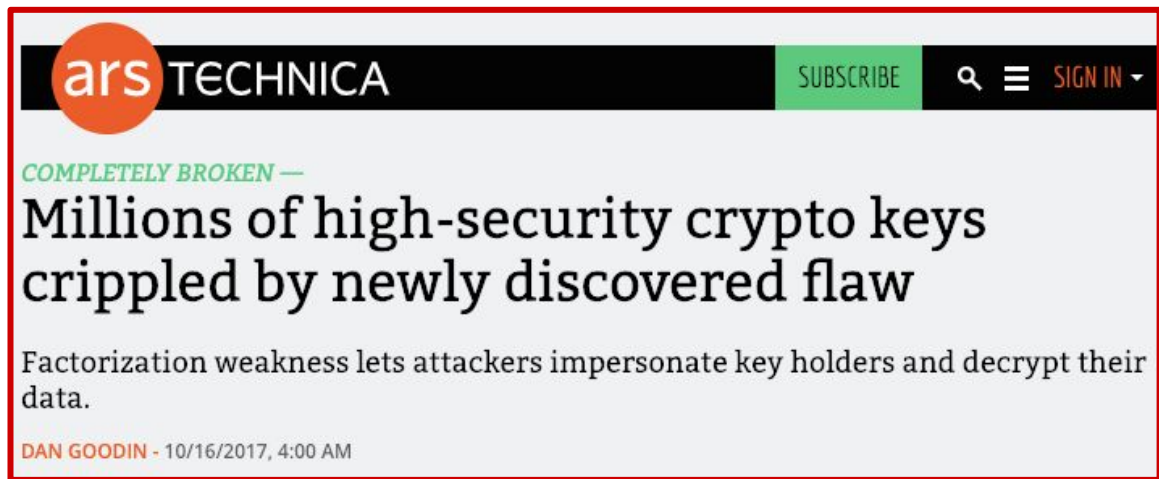 ars TECHNICA SUBSCRIBE SIGN IN
COMPLETELY BROKEN —
Millions of high-security crypto keys
crippled by newly discovered flaw
Factorization weakness lets attackers impersonate key holders and decrypt their
data.
DAN GOODIN - 10/16/2017, 4:00 AM